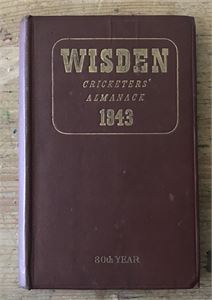 WISDEN
CRICKETERS'
ALMANACK
1943
80th YEAR